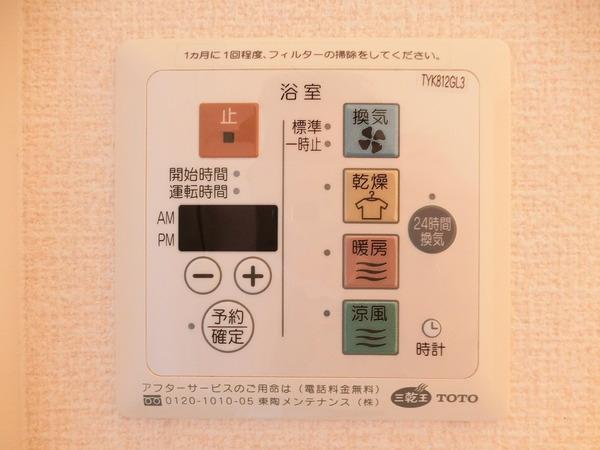 1ヵ月に1回程度、フィルターの掃除をしてください。
TYK812GL3
浴室
止
換気
標準
一時止
開始時間
運転時間
乾燥
AM
PM
24時間
換気
暖房
予約
確定
涼風
時計
アフターサービスのご用命は(電話料金無料)
0120-1010-05 東陶メンテナンス(株)
三乾王 TOTO